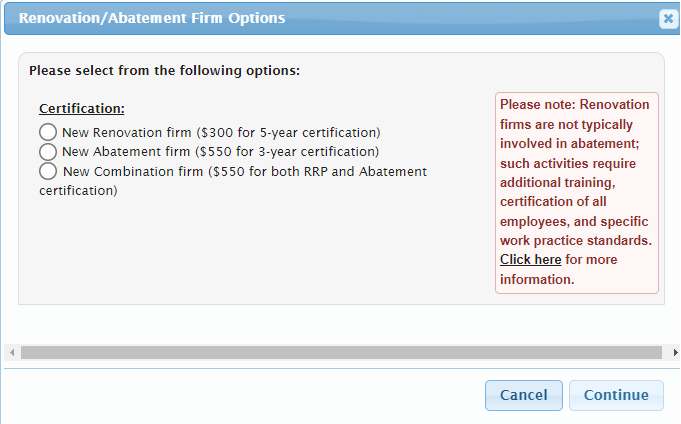 Renovation/Abatement Firm Options
Please select from the following options:
Certification:
New Renovation firm ($300 for 5-year certification)
New Abatement firm ($550 for 3-year certification)
New Combination firm ($550 for both RRP and Abatement
certification)
Please note: Renovation
firms are not typically
involved in abatement;
such activities require
additional training,
certification of all
employees, and specific
work practice standards.
Click here for more
information.
Cancel
Continue